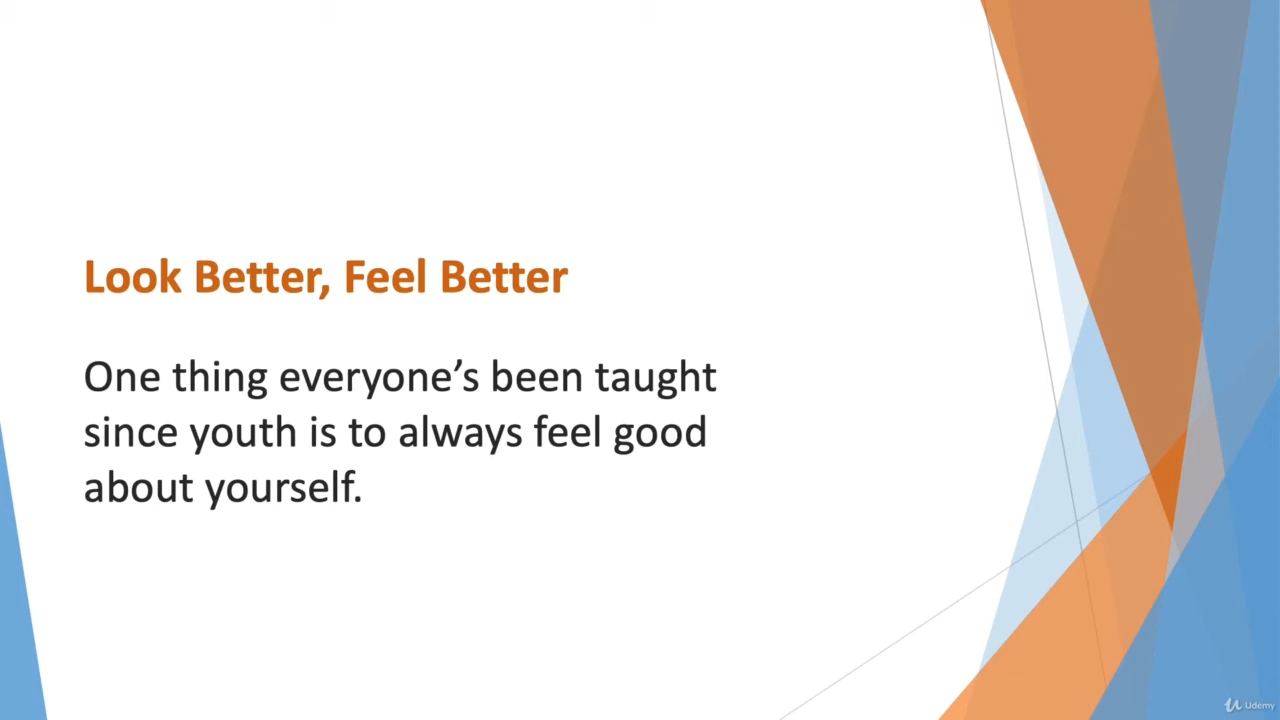 Look Better, Feel Better
One thing everyone’s been taught
since youth is to always feel good
about yourself.
Udemy